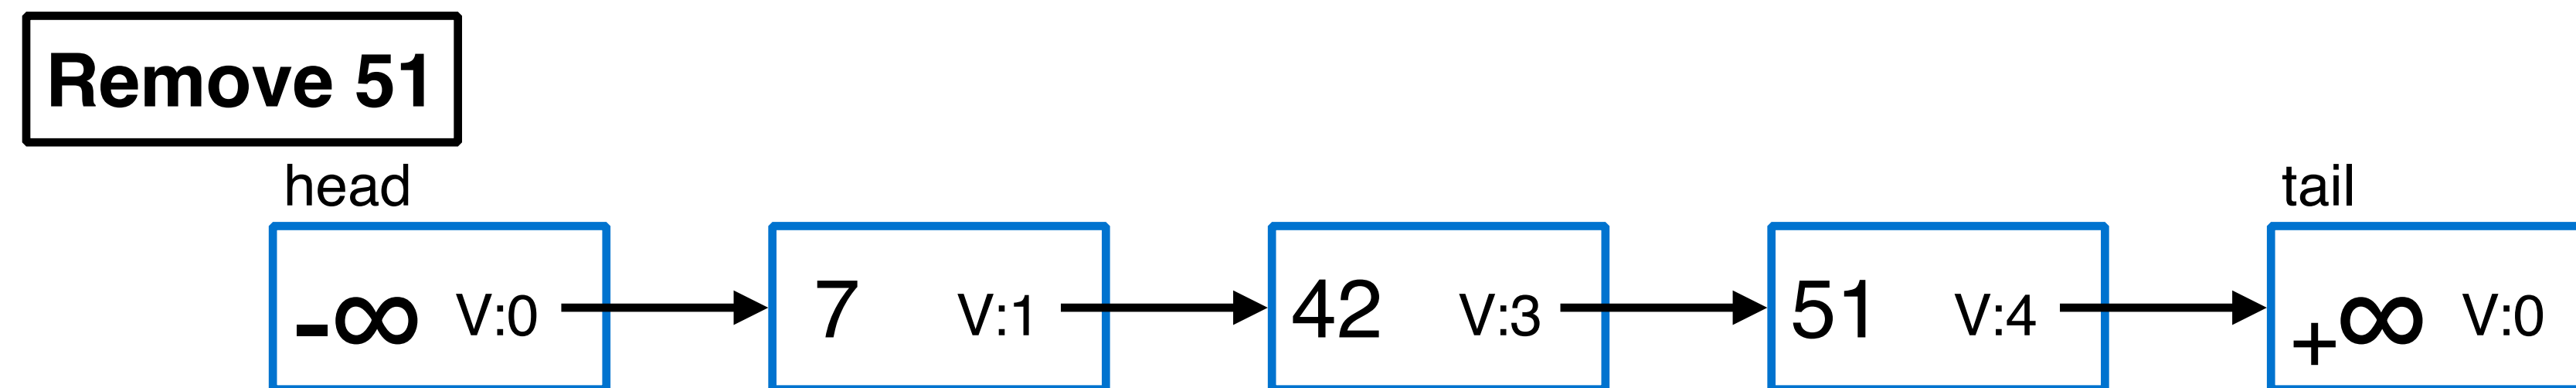 Remove 51
head
tail
-∞ V:0
7 V:1
42 V:3
51 V:4
+∞ V:0